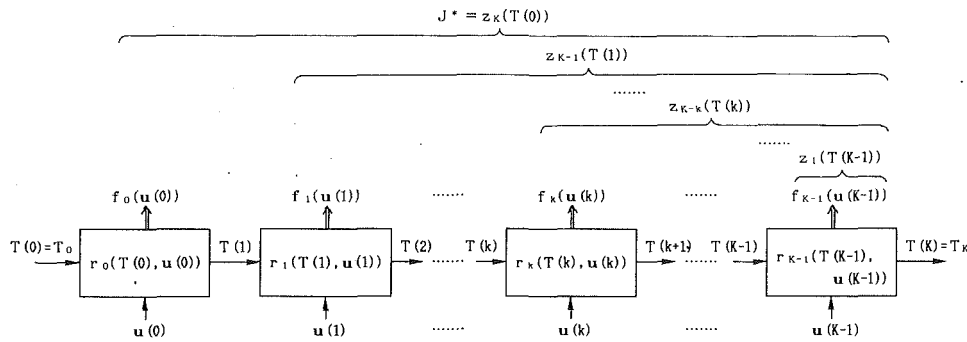 J* = z_K(T(0))
z_{K-1}(T(1))
.......
z_{K-k}(T(k))
.......
z_1(T(K-1))
f_0(u(0)) f_1(u(1)) ....... f_k(u(k)) ....... f_{K-1}(u(K-1))
T(0)=T_0 T(1) T(2) T(k) T(k+1) T(K-1) T(K)=T_K
r_0(T(0), u(0)) r_1(T(1), u(1)) ....... r_k(T(k), u(k)) ....... r_{K-1}(T(K-1),
u(K-1))
u(0) u(1) ....... u(k) ....... u(K-1)